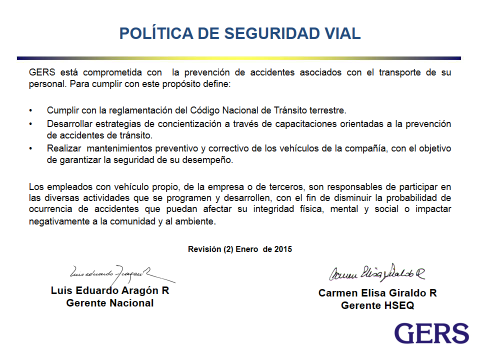 POLÍTICA DE SEGURIDAD VIAL
GERS está comprometida con la prevención de accidentes asociados con el transporte de su
personal. Para cumplir con este propósito define:
• Cumplir con la reglamentación del Código Nacional de Tránsito terrestre.
• Desarrollar estrategias de concientización a través de capacitaciones orientadas a la prevención
de accidentes de tránsito.
• Realizar mantenimientos preventivo y correctivo de los vehículos de la compañía, con el objetivo
de garantizar la seguridad de su desempeño.
Los empleados con vehículo propio, de la empresa o de terceros, son responsables de participar en
las diversas actividades que se programen y desarrollen, con el fin de disminuir la probabilidad de
ocurrencia de accidentes que puedan afectar su integridad física, mental y social o impactar
negativamente a la comunidad y al ambiente.
Revisión (2) Enero de 2015
Luis Eduardo Aragón R
Carmen Elisa Giraldo R
Luis Eduardo Aragón R
Gerente Nacional
Carmen Elisa Giraldo R
Gerente HSEQ
GERS